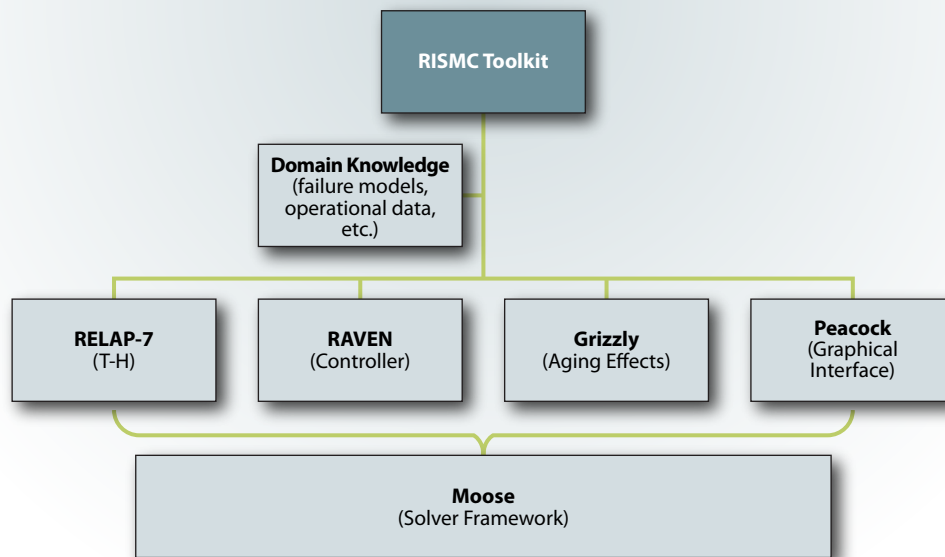 RISMC Toolkit
Domain Knowledge
(failure models,
operational data,
etc.)
RELAP-7
(T-H)
RAVEN
(Controller)
Grizzly
(Aging Effects)
Peacock
(Graphical
Interface)
Moose
(Solver Framework)